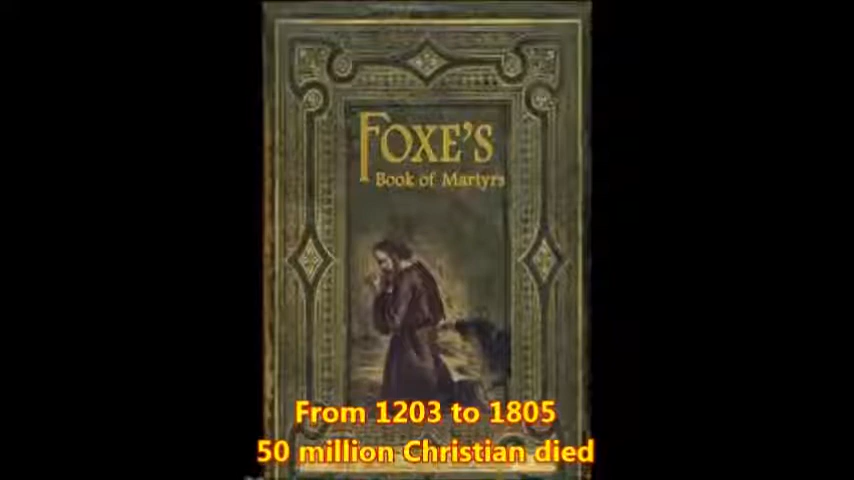 FOXE'S
Book of Martyrs
From 1203 to 1805
50 million Christian died